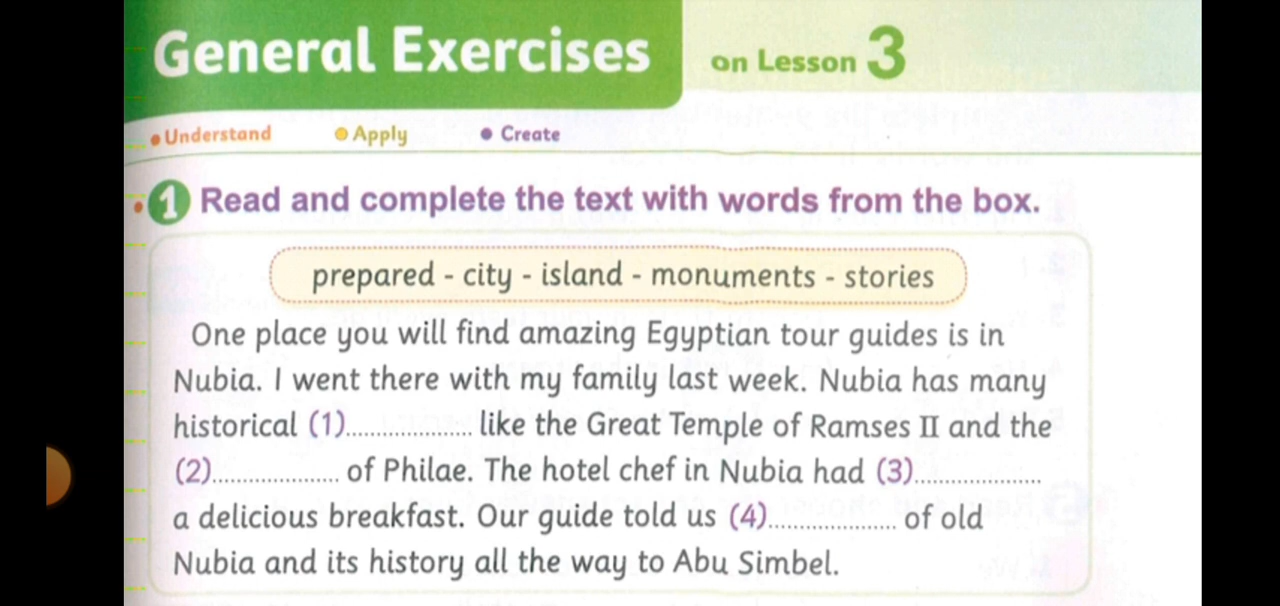 General Exercises on Lesson 3
• Understand • Apply • Create
• 1 Read and complete the text with words from the box.
prepared - city - island - monuments - stories
One place you will find amazing Egyptian tour guides is in
Nubia. I went there with my family last week. Nubia has many
historical (1).................... like the Great Temple of Ramses II and the
(2).................... of Philae. The hotel chef in Nubia had (3)....................
a delicious breakfast. Our guide told us (4).................... of old
Nubia and its history all the way to Abu Simbel.